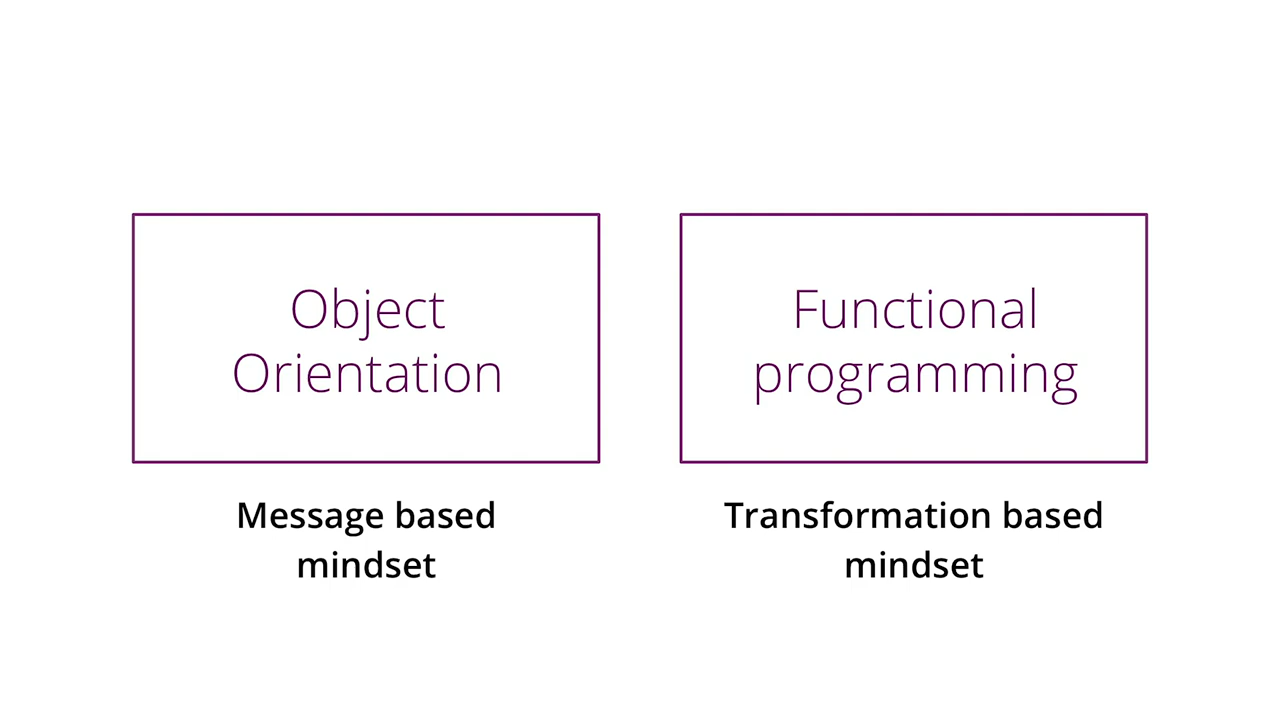 Object
Orientation
Message based
mindset
Functional
programming
Transformation based
mindset